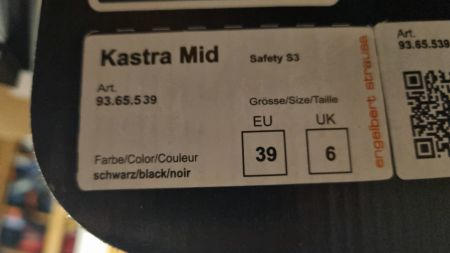 Kastra Mid Safety S3
Art.
93.65.539
Grösse/Size/Taille
EU UK
39 6
Farbe/Color/Couleur
schwarz/black/noir
engelbert strauss
Art.
93.65.539